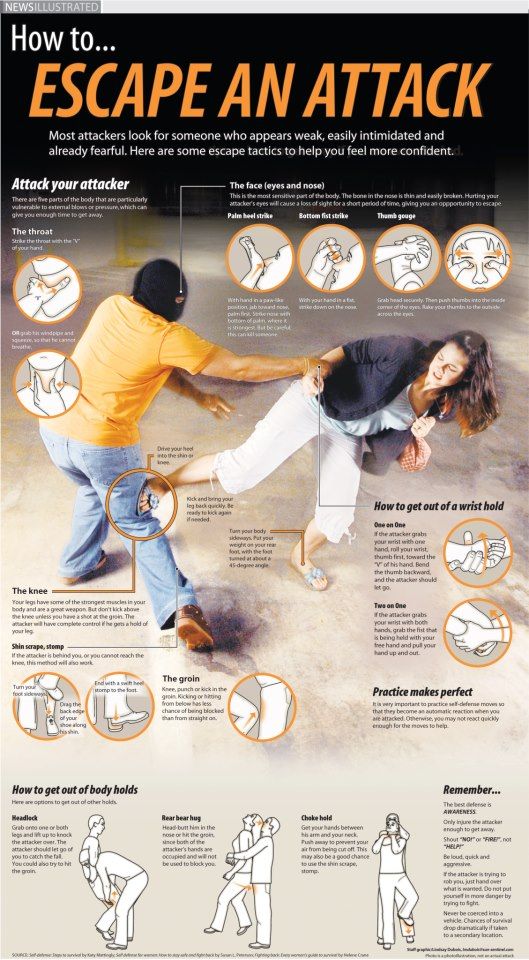 NEWSILLUSTRATED
How to...
ESCAPE AN ATTACK
Most attackers look for someone who appears weak, easily intimidated and
already fearful. Here are some escape tactics to help you feel more confident.
Attack your attacker
There are five parts of the body that are particularly
vulnerable to external blows or pressure, which can
give you enough time to get away.
The throat
Strike the throat with the "V"
of your hand.
OR grab his windpipe and
squeeze, so that he cannot
breathe.
The face (eyes and nose)
This is the most sensitive part of the body. The bone in the nose is thin and easily broken. Hurting your
attacker's eyes will cause a loss of sight for a short period of time, giving you an oppportunity to escape
Palm heel strike
With hand in a paw-like
position, jab toward nose,
palm first. Strike nose with
bottom of palm, where it
is strongest. But be careful:
this can kill someone.
Bottom fist strike
With your hand in a fist,
strike down on the nose.
Thumb gouge
Grab head securely. Then push thumbs into the inside
corner of the eyes. Rake your thumbs to the outside
across the eyes.
Drive your heel
into the shin or
knee.
Kick and bring your
leg back quickly. Be
ready to kick again
if needed.
Turn your body
sideways. Put your
weight on your rear
foot, with the foot
turned at about a
45-degree angle.
How to get out of a wrist hold
One on One
If the attacker grabs
your wrist with one
hand, roll your wrist,
thumb first, toward the
"V" of his hand. Bend
the thumb backward,
and the attacker should
let go.
Two on One
If the attacker grabs
your wrist with both
hands, grab the fist that
is being held with your
free hand and pull your
hand up and out.
The knee
Your legs have some of the strongest muscles in your
body and are a great weapon. But don't kick above
the knee unless you have a shot at the groin. The
attacker will have complete control if he gets a hold of
your leg.
Shin scrape, stomp
If the attacker is behind you, or you cannot reach the
knee, this method will also work.
Turn your
foot sideways.
Drag the
back edge
of your
shoe along
his shin.
End with a swift heel
stomp to the foot.
The groin
Knee, punch or kick in the
groin. Kicking or hitting
from below has less
chance of being blocked
than from straight on.
Practice makes perfect
It is very important to practice self-defense moves so
that they become an automatic reaction when you
are attacked. Otherwise, you may not react quickly
enough for the moves to help.
How to get out of body holds
Here are options to get out of other holds.
Headlock
Grab onto one or both
legs and lift up to knock
the attacker over. The
attacker should let go of
you to catch the fall.
You could also try to hit
the groin.
Rear bear hug
Head-butt him in the
nose or hit the groin,
since both of the
attacker's hands are
occupied and will not
be used to block you.
Choke hold
Get your hands between
his arm and your neck.
Push away to prevent your
air from being cut off. This
may also be a good chance
to use the shin scrape,
stomp.
Remember...
The best defense is
AWARENESS.
Only injure the attacker
enough to get away.
Shout "NO!" or "FIRE!", not
"HELP!"
Be loud, quick and
aggressive.
If the attacker is trying to
rob you, just hand over
what is wanted. Do not put
yourself in more danger by
trying to fight.
Never be coerced into a
vehicle. Chances of survival
drop dramatically if taken
to a secondary location.
Staff graphic/Lindsay Dubois,
Photo is a photo illustration, not an actual attack.
SOURCE: Self defense: Steps to survival by Katy Mattingly; Self defense for women: How to stay safe and fight back by Susan L. Peterson; Fighting back: Every woman's guide to survival by Helene Crane